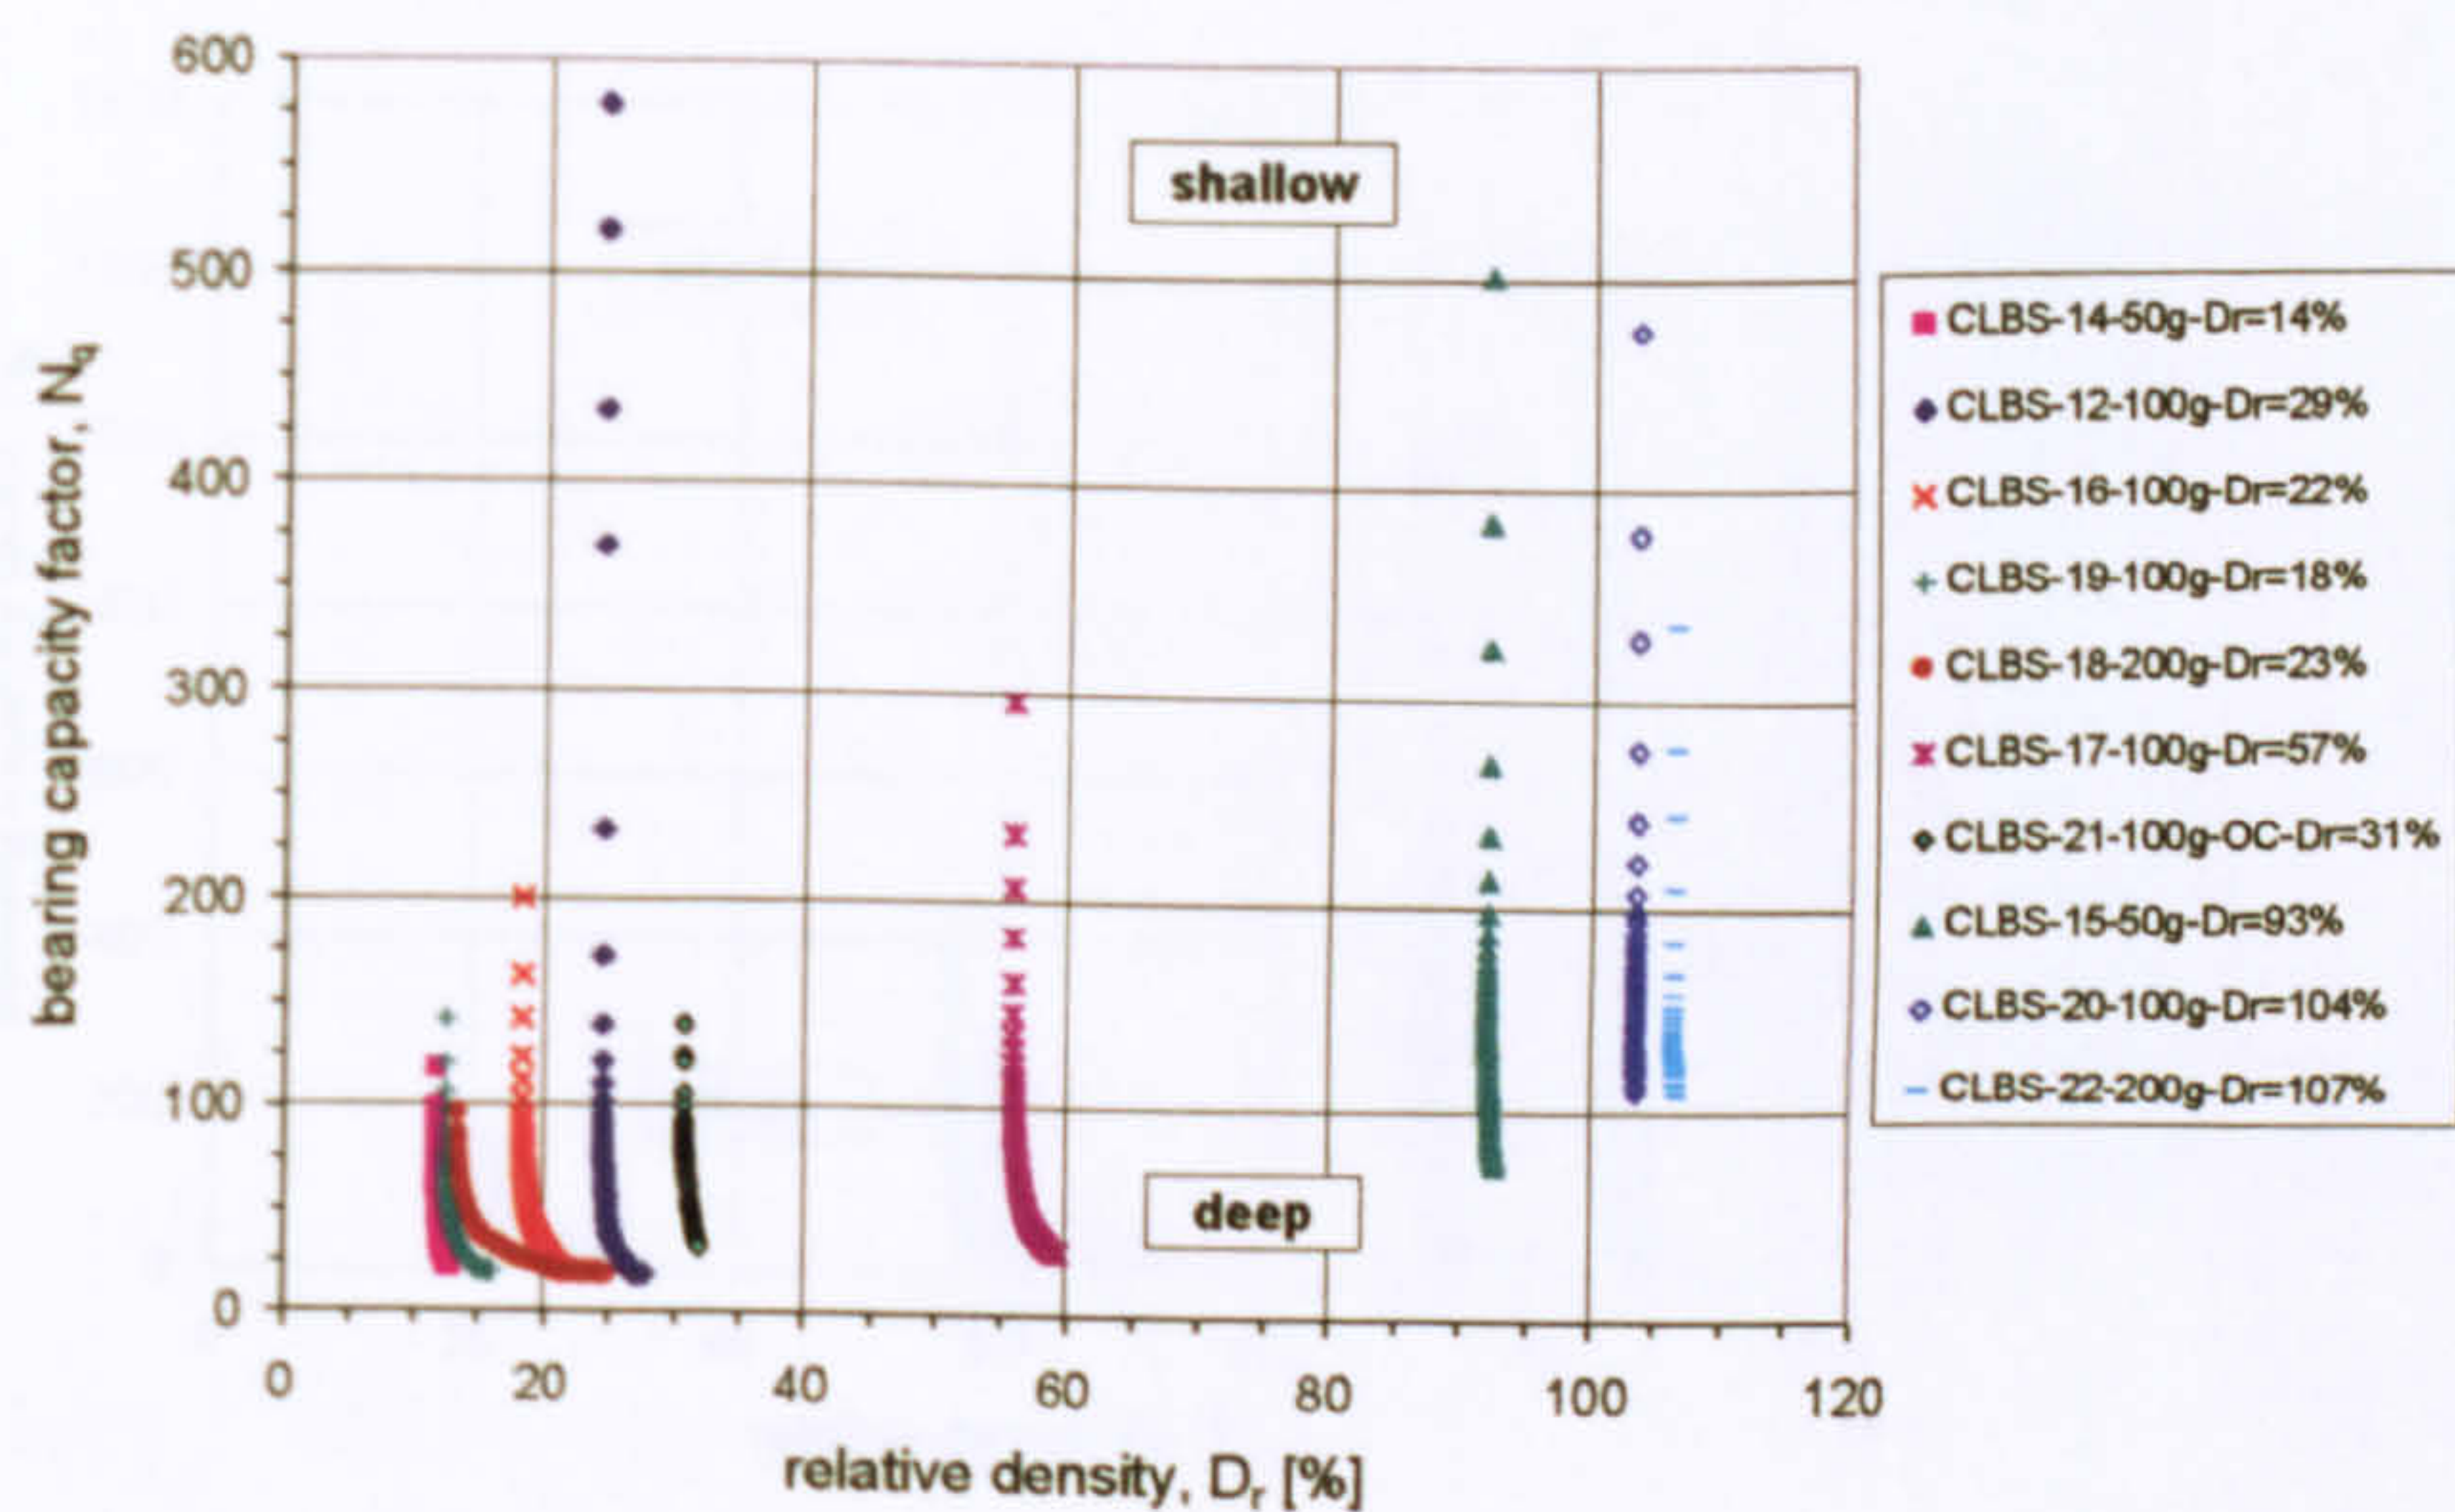 600
500
400
300
200
100
0
bearing capacity factor, Nq
shallow
deep
0 20 40 60 80 100 120
relative density, Dr [%]
CLBS-14-50g-Dr=14%
CLBS-12-100g-Dr=29%
CLBS-16-100g-Dr=22%
CLBS-19-100g-Dr=18%
CLBS-18-200g-Dr=23%
CLBS-17-100g-Dr=57%
CLBS-21-100g-OC-Dr=31%
CLBS-15-50g-Dr=93%
CLBS-20-100g-Dr=104%
CLBS-22-200g-Dr=107%